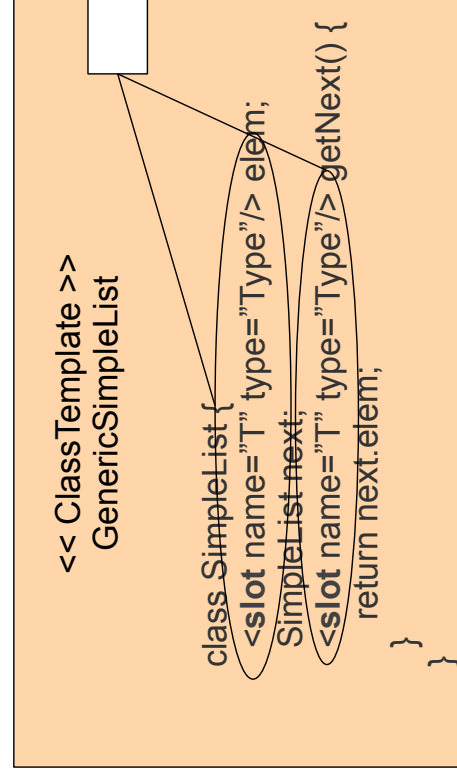 << ClassTemplate >>
GenericSimpleList
class SimpleList {
<slot name=”T” type=”Type”/> elem;
SimpleList next;
<slot name=”T” type=”Type”/> getNext() {
return next.elem;
}
}